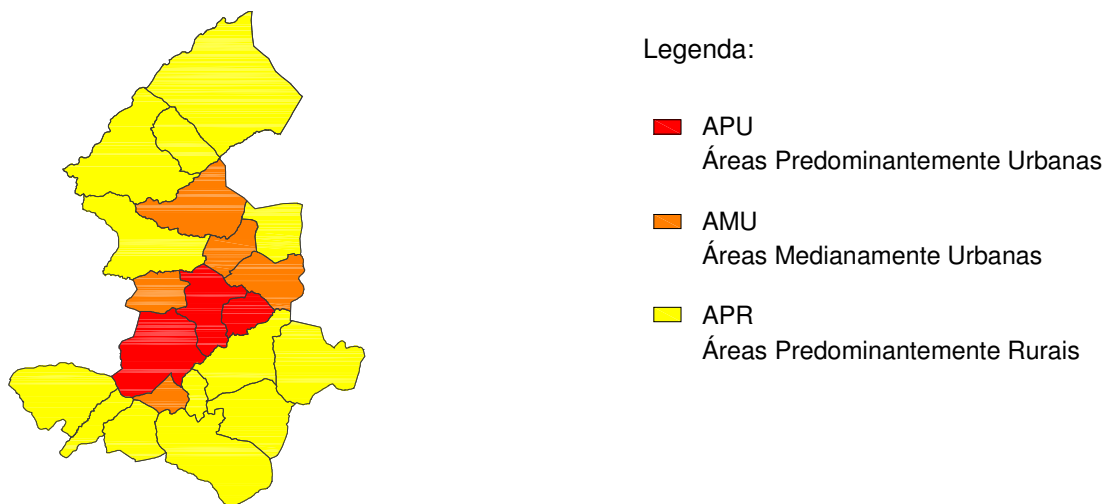 Legenda:
APU
Áreas Predominantemente Urbanas
AMU
Áreas Medianamente Urbanas
APR
Áreas Predominantemente Rurais